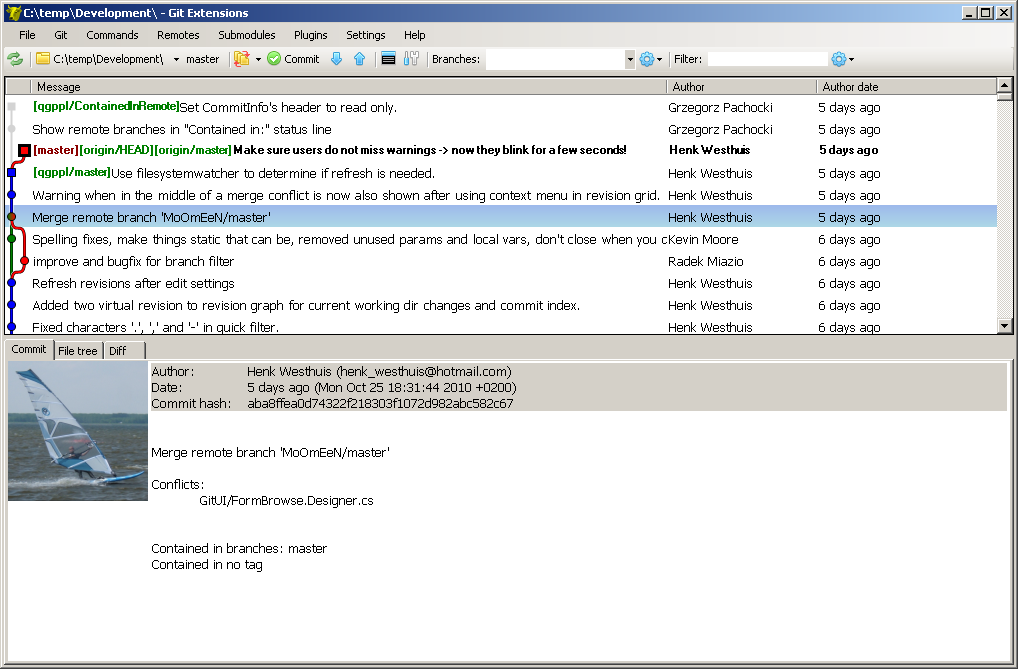 C:\temp\Development\ - Git Extensions
File Git Commands Remotes Submodules Plugins Settings Help
C:\temp\Development\ master Commit Branches: Filter:
Message Author Author date
[qgppl/ContainedInRemote]Set CommitInfo's header to read only. Grzegorz Pachocki 5 days ago
Show remote branches in "Contained in:" status line Grzegorz Pachocki 5 days ago
[master][origin/HEAD][origin/master]Make sure users do not miss warnings -> now they blink for a few seconds! Henk Westhuis 5 days ago
[qgppl/master]Use filesystemwatcher to determine if refresh is needed. Henk Westhuis 5 days ago
Warning when in the middle of a merge conflict is now also shown after using context menu in revision grid. Henk Westhuis 5 days ago
Merge remote branch 'MoOmEeN/master' Henk Westhuis 5 days ago
Spelling fixes, make things static that can be, removed unused params and local vars, don't close when you c Kevin Moore 6 days ago
improve and bugfix for branch filter Radek Miazio 6 days ago
Refresh revisions after edit settings Henk Westhuis 6 days ago
Added two virtual revision to revision graph for current working dir changes and commit index. Henk Westhuis 6 days ago
Fixed characters '.', ',' and '-' in quick filter. Henk Westhuis 6 days ago
Commit File tree Diff
Author: Henk Westhuis (henk_westhuis@hotmail.com)
Date: 5 days ago (Mon Oct 25 18:31:44 2010 +0200)
Commit hash: aba8ffea0d74322f218303f1072d982abc582c67
Merge remote branch 'MoOmEeN/master'
Conflicts:
GitUI/FormBrowse.Designer.cs
Contained in branches: master
Contained in no tag